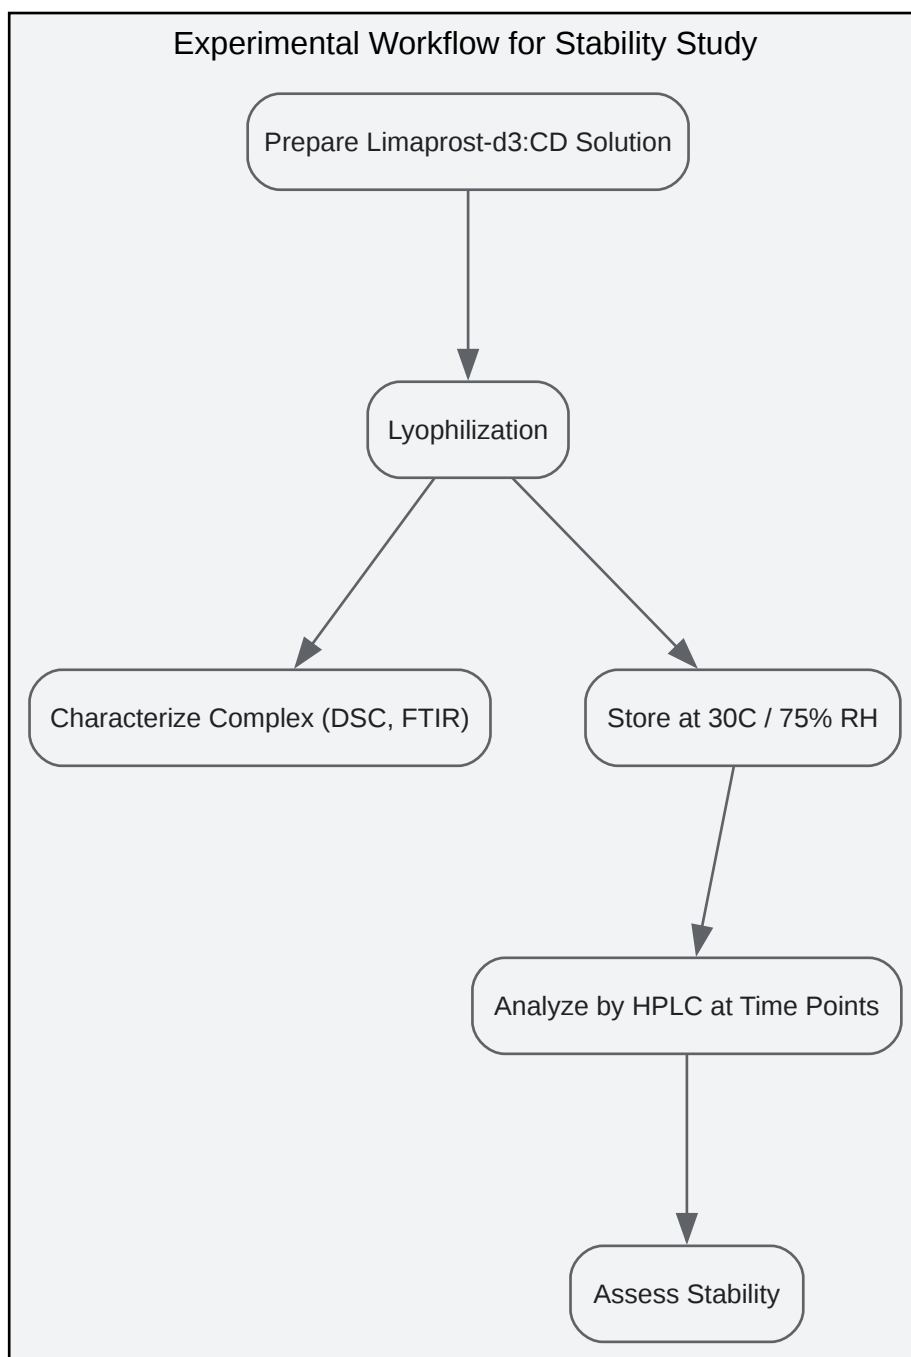 Experimental Workflow for Stability Study
Prepare Limaprost-d3:CD Solution
Lyophilization
Characterize Complex (DSC, FTIR)
Store at 30C / 75% RH
Analyze by HPLC at Time Points
Assess Stability